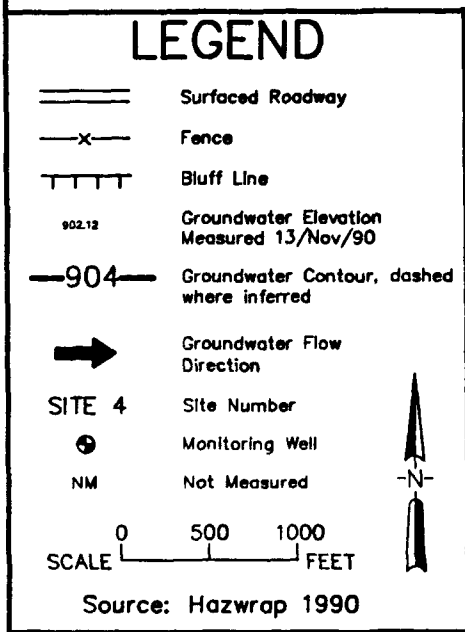 LEGEND
Surfaced Roadway
x Fence
Bluff Line
902.12 Groundwater Elevation
Measured 13/Nov/90
904 Groundwater Contour, dashed
where inferred
Groundwater Flow
Direction
SITE 4 Site Number
Monitoring Well
NM Not Measured
-N-
0 500 1000
SCALE FEET
Source: Hazwrap 1990